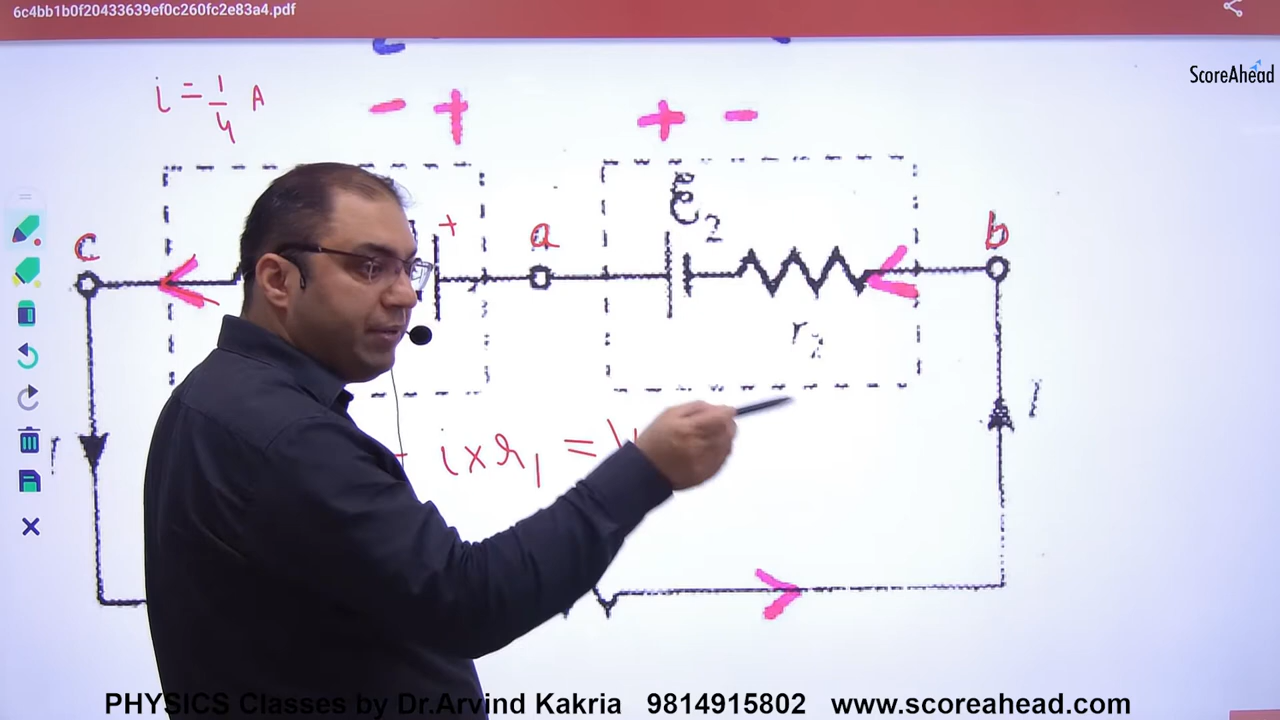 6c4bb1b0f20433639ef0c260fc2e83a4.pdf
ScoreAhead
i = 1/4 A
- + + -
ℰ2
c + a b
r2
I I
i × r1 =
PHYSICS Classes by Dr.Arvind Kakria 9814915802 www.scoreahead.com